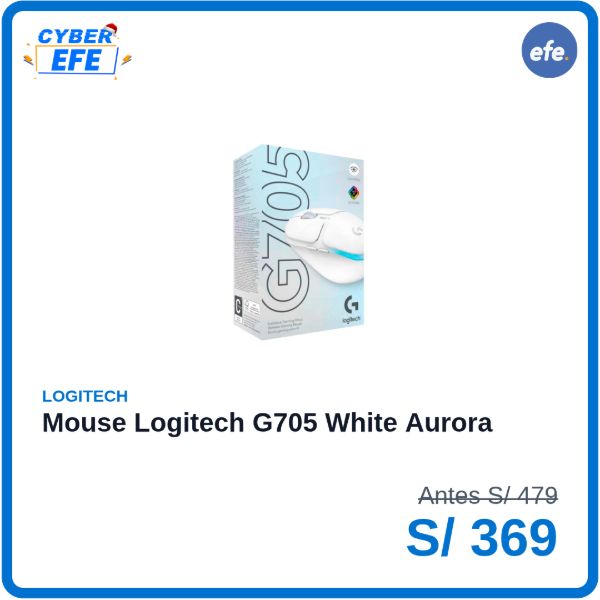 CYBER
EFE
efe.
G705
logitech
LOGITECH
Mouse Logitech G705 White Aurora
Antes S/ 479
S/ 369